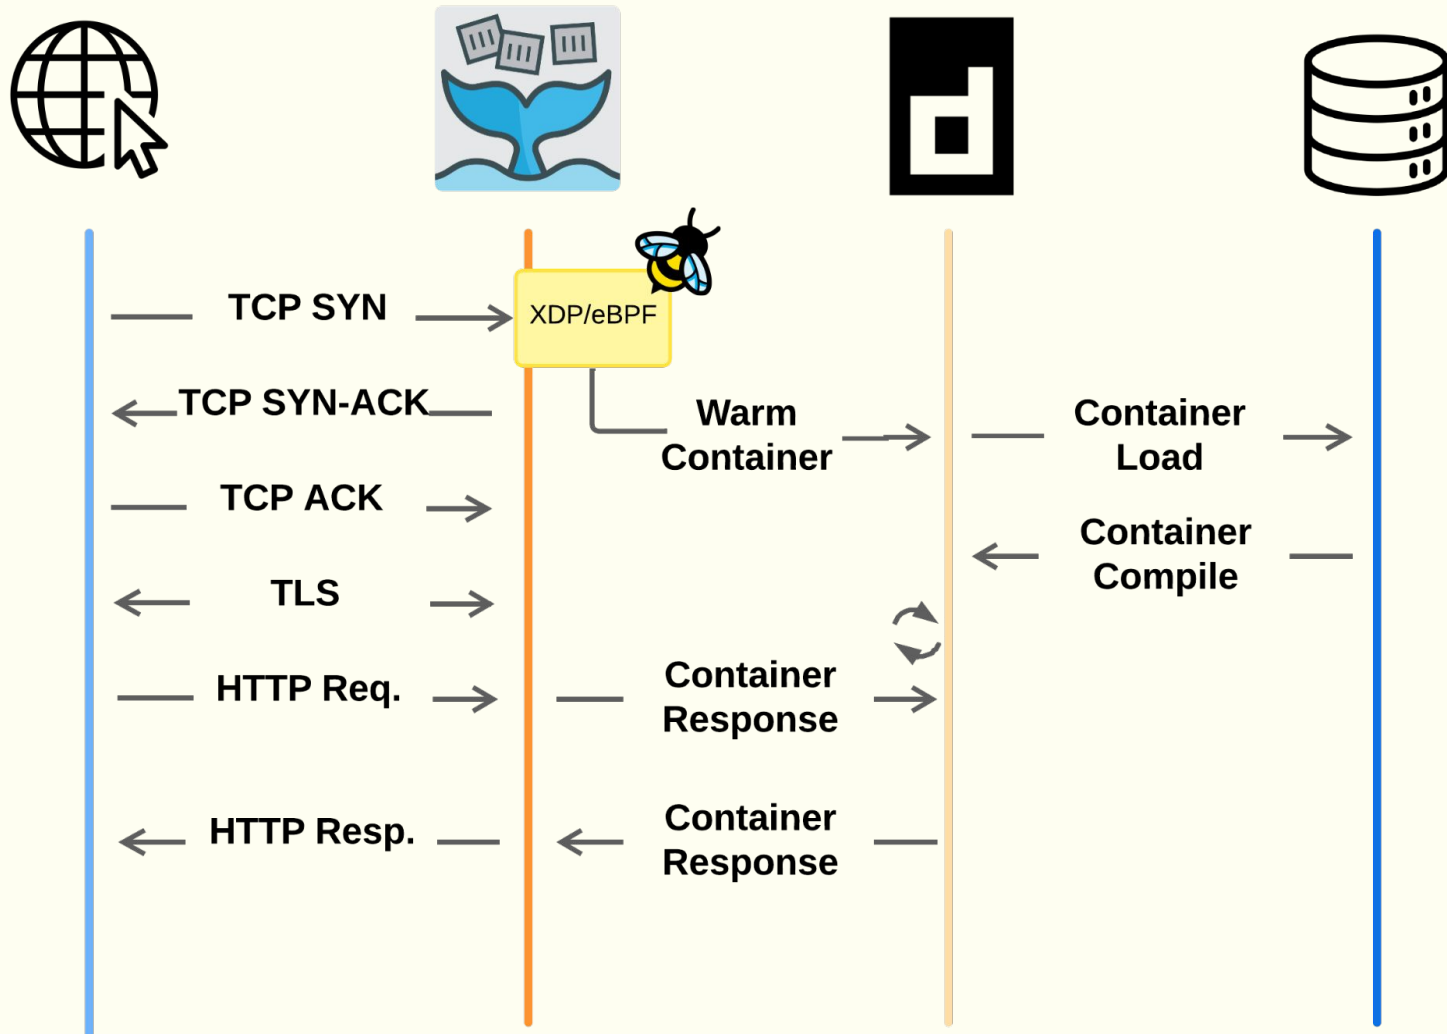 TCP SYN
XDP/eBPF
TCP SYN-ACK
Warm
Container
Container
Load
TCP ACK
Container
Compile
TLS
HTTP Req.
Container
Response
HTTP Resp.
Container
Response